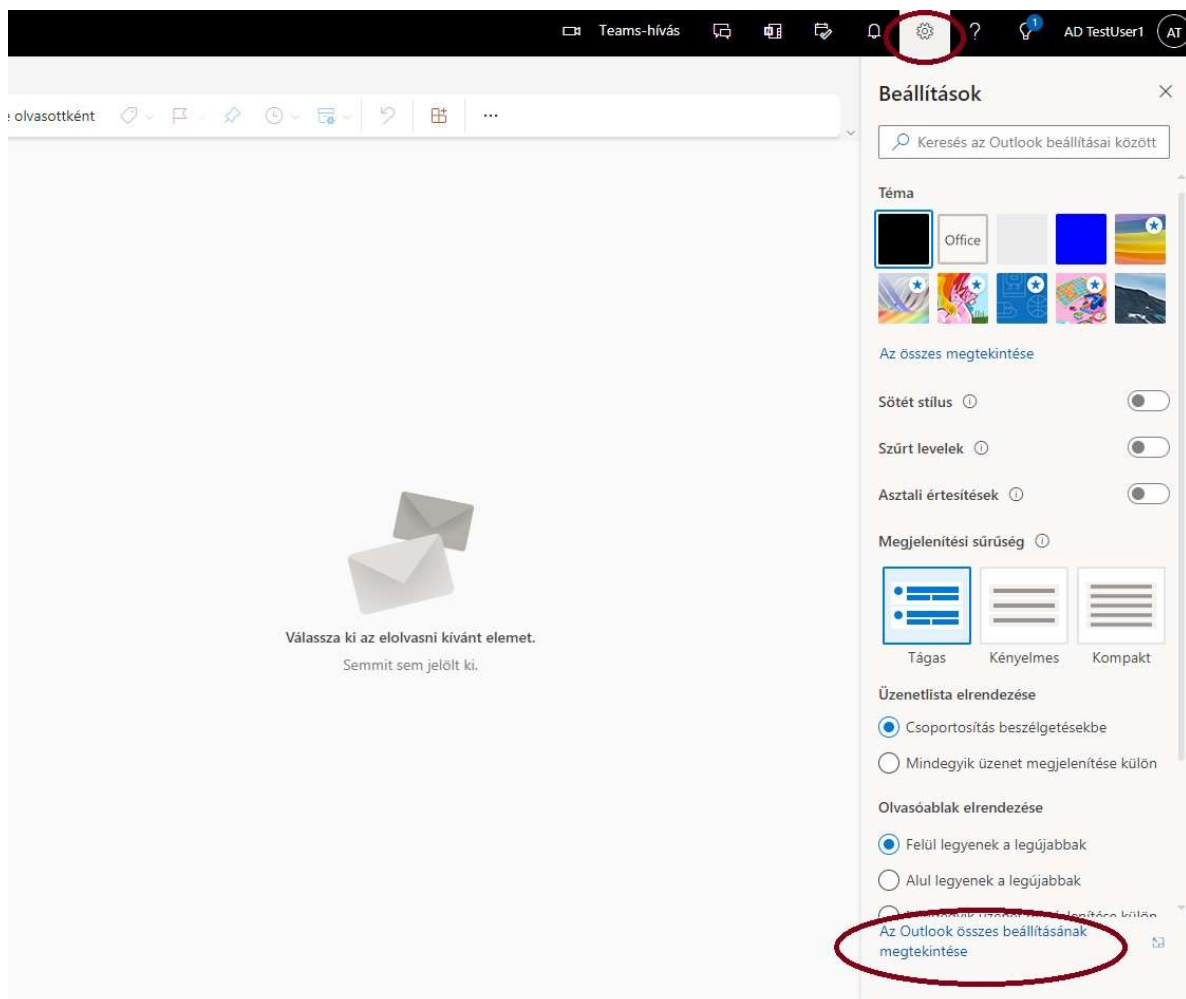 Teams-hívás
1
AD TestUser1
AT
olvasottként
Beállítások
Keresés az Outlook beállításai között
Téma
Office
Az összes megtekintése
Sötét stílus
Szűrt levelek
Asztali értesítések
Megjelenítési sűrűség
Tágas
Kényelmes
Kompakt
Üzenetlista elrendezése
Csoportosítás beszélgetésekbe
Mindegyik üzenet megjelenítése külön
Olvasóablak elrendezése
Felül legyenek a legújabbak
Alul legyenek a legújabbak
külön
Az Outlook összes beállításának
megtekintése
Válassza ki az elolvasni kívánt elemet.
Semmit sem jelölt ki.